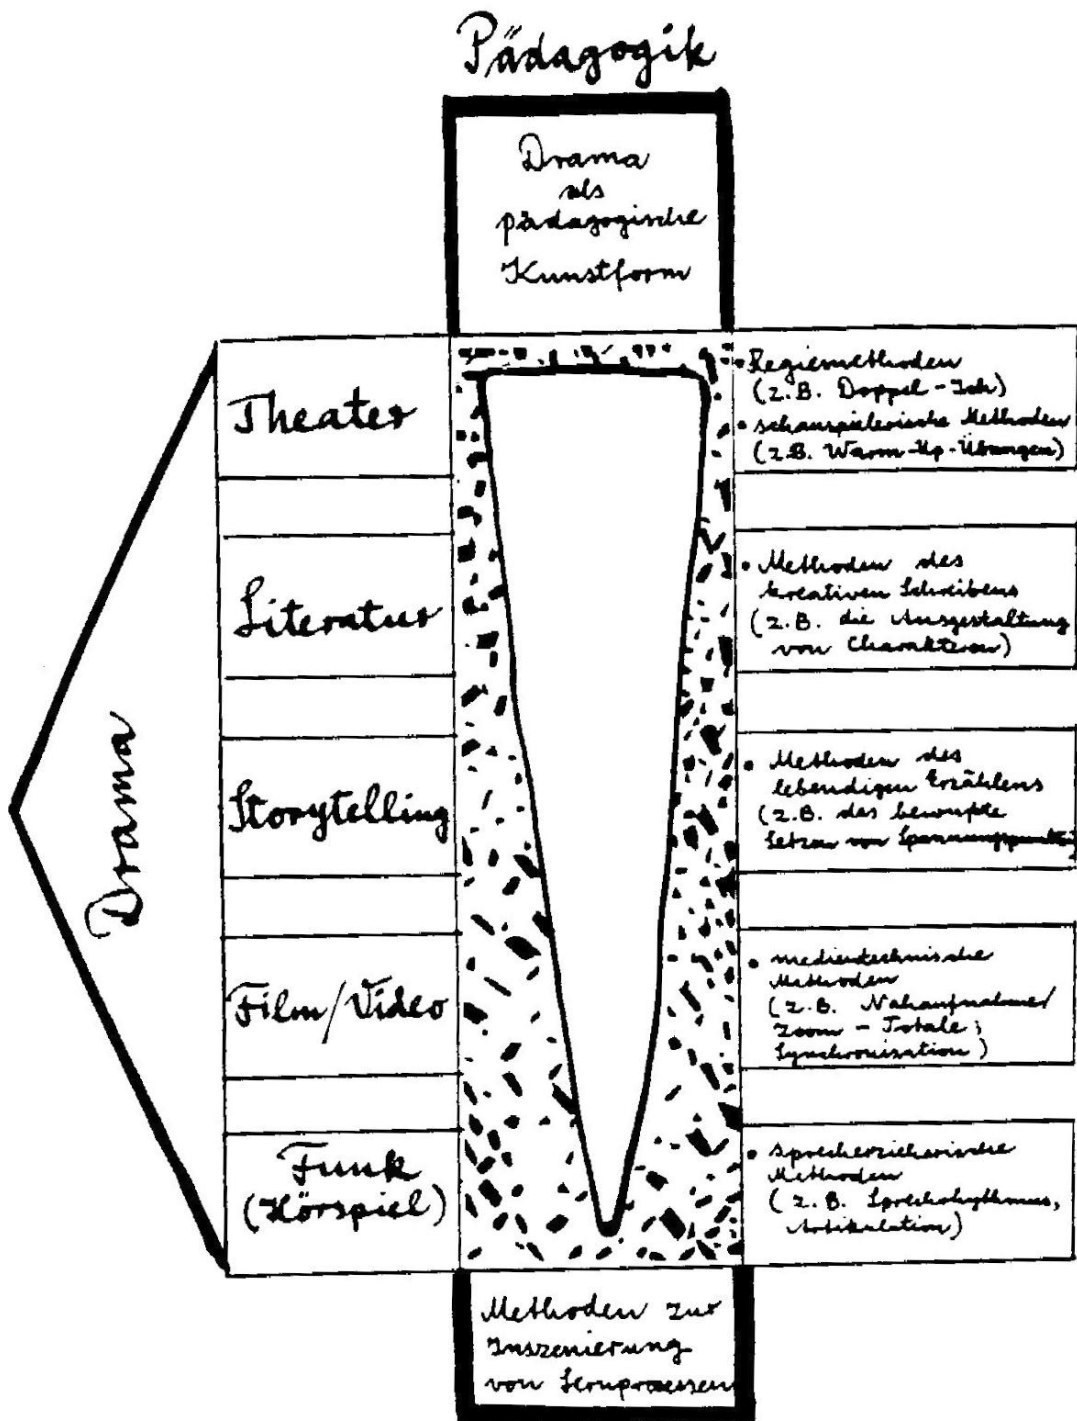 Pädagogik
Drama
als
pädagogische
Kunstform
Drama
Theater
Regiemethoden
(z.B. Doppel-Ich)
• schauspielerische Methoden
(z.B. Warm-Up-Übungen)
Literatur
• Methoden des
kreativen Schreibens
(z.B. die Ausgestaltung
von Charakteren)
Storytelling
• Methoden des
lebendigen Erzählens
(z.B. das bewußte
Setzen von Spannungspunkten)
Film/Video
• medientechnische
Methoden
(z.B. Nahaufnahme/
Zoom - Totale;
Synchronisation)
Funk
(Hörspiel)
• sprecherzieherische
Methoden
(z.B. Sprechrhythmus,
Artikulation)
Methoden zur
Inszenierung
von Lernprozessen